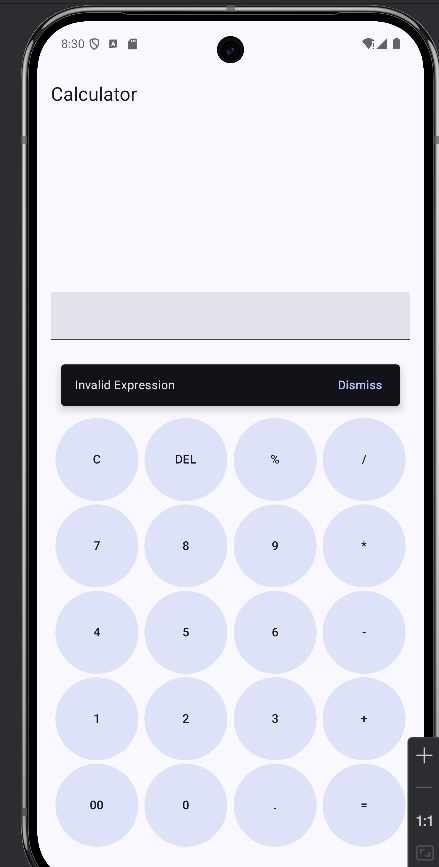 8:30
Calculator
Invalid Expression Dismiss
C DEL % /
7 8 9 *
4 5 6 -
1 2 3 +
00 0 . =
1:1